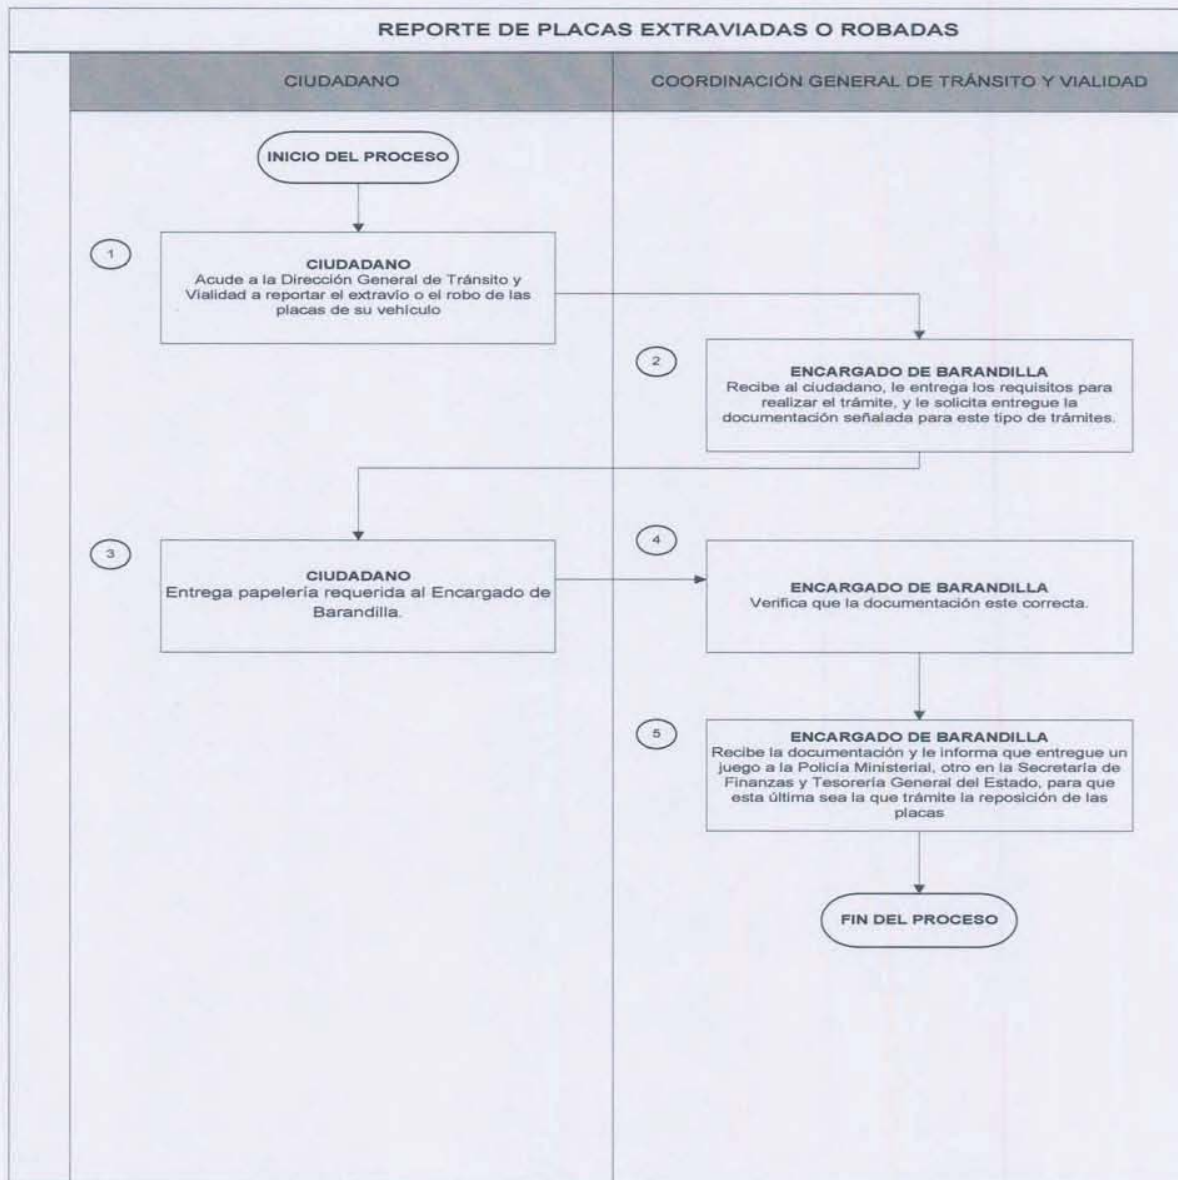 REPORTE DE PLACAS EXTRAVIADAS O ROBADAS
CIUDADANO
COORDINACIÓN GENERAL DE TRÁNSITO Y VIALIDAD
INICIO DEL PROCESO
1
CIUDADANO
Acude a la Dirección General de Tránsito y
Vialidad a reportar el extravío o el robo de las
placas de su vehículo
2
ENCARGADO DE BARANDILLA
Recibe al ciudadano, le entrega los requisitos para
realizar el trámite, y le solicita entregue la
documentación señalada para este tipo de trámites.
3
CIUDADANO
Entrega papelería requerida al Encargado de
Barandilla.
4
ENCARGADO DE BARANDILLA
Verifica que la documentación este correcta.
5
ENCARGADO DE BARANDILLA
Recibe la documentación y le informa que entregue un
juego a la Policía Ministerial, otro en la Secretaría de
Finanzas y Tesorería General del Estado, para que
esta última sea la que trámite la reposición de las
placas
FIN DEL PROCESO